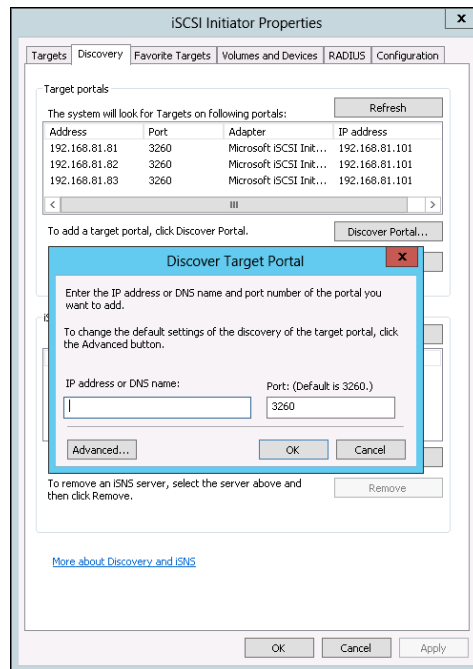 iSCSI Initiator Properties
x
Targets Discovery Favorite Targets Volumes and Devices RADIUS Configuration
Target portals
The system will look for Targets on following portals:
Refresh
Address Port Adapter IP address
192.168.81.81 3260 Microsoft iSCSI Init... 192.168.81.101
192.168.81.82 3260 Microsoft iSCSI Init... 192.168.81.101
192.168.81.83 3260 Microsoft iSCSI Init... 192.168.81.101
To add a target portal, click Discover Portal.
Discover Portal...
Discover Target Portal
x
Enter the IP address or DNS name and port number of the portal you
want to add.
To change the default settings of the discovery of the target portal, click
the Advanced button.
IP address or DNS name: Port: (Default is 3260.)
3260
Advanced... OK Cancel
To remove an iSNS server, select the server above and
then click Remove.
Remove
More about Discovery and iSNS
OK Cancel Apply